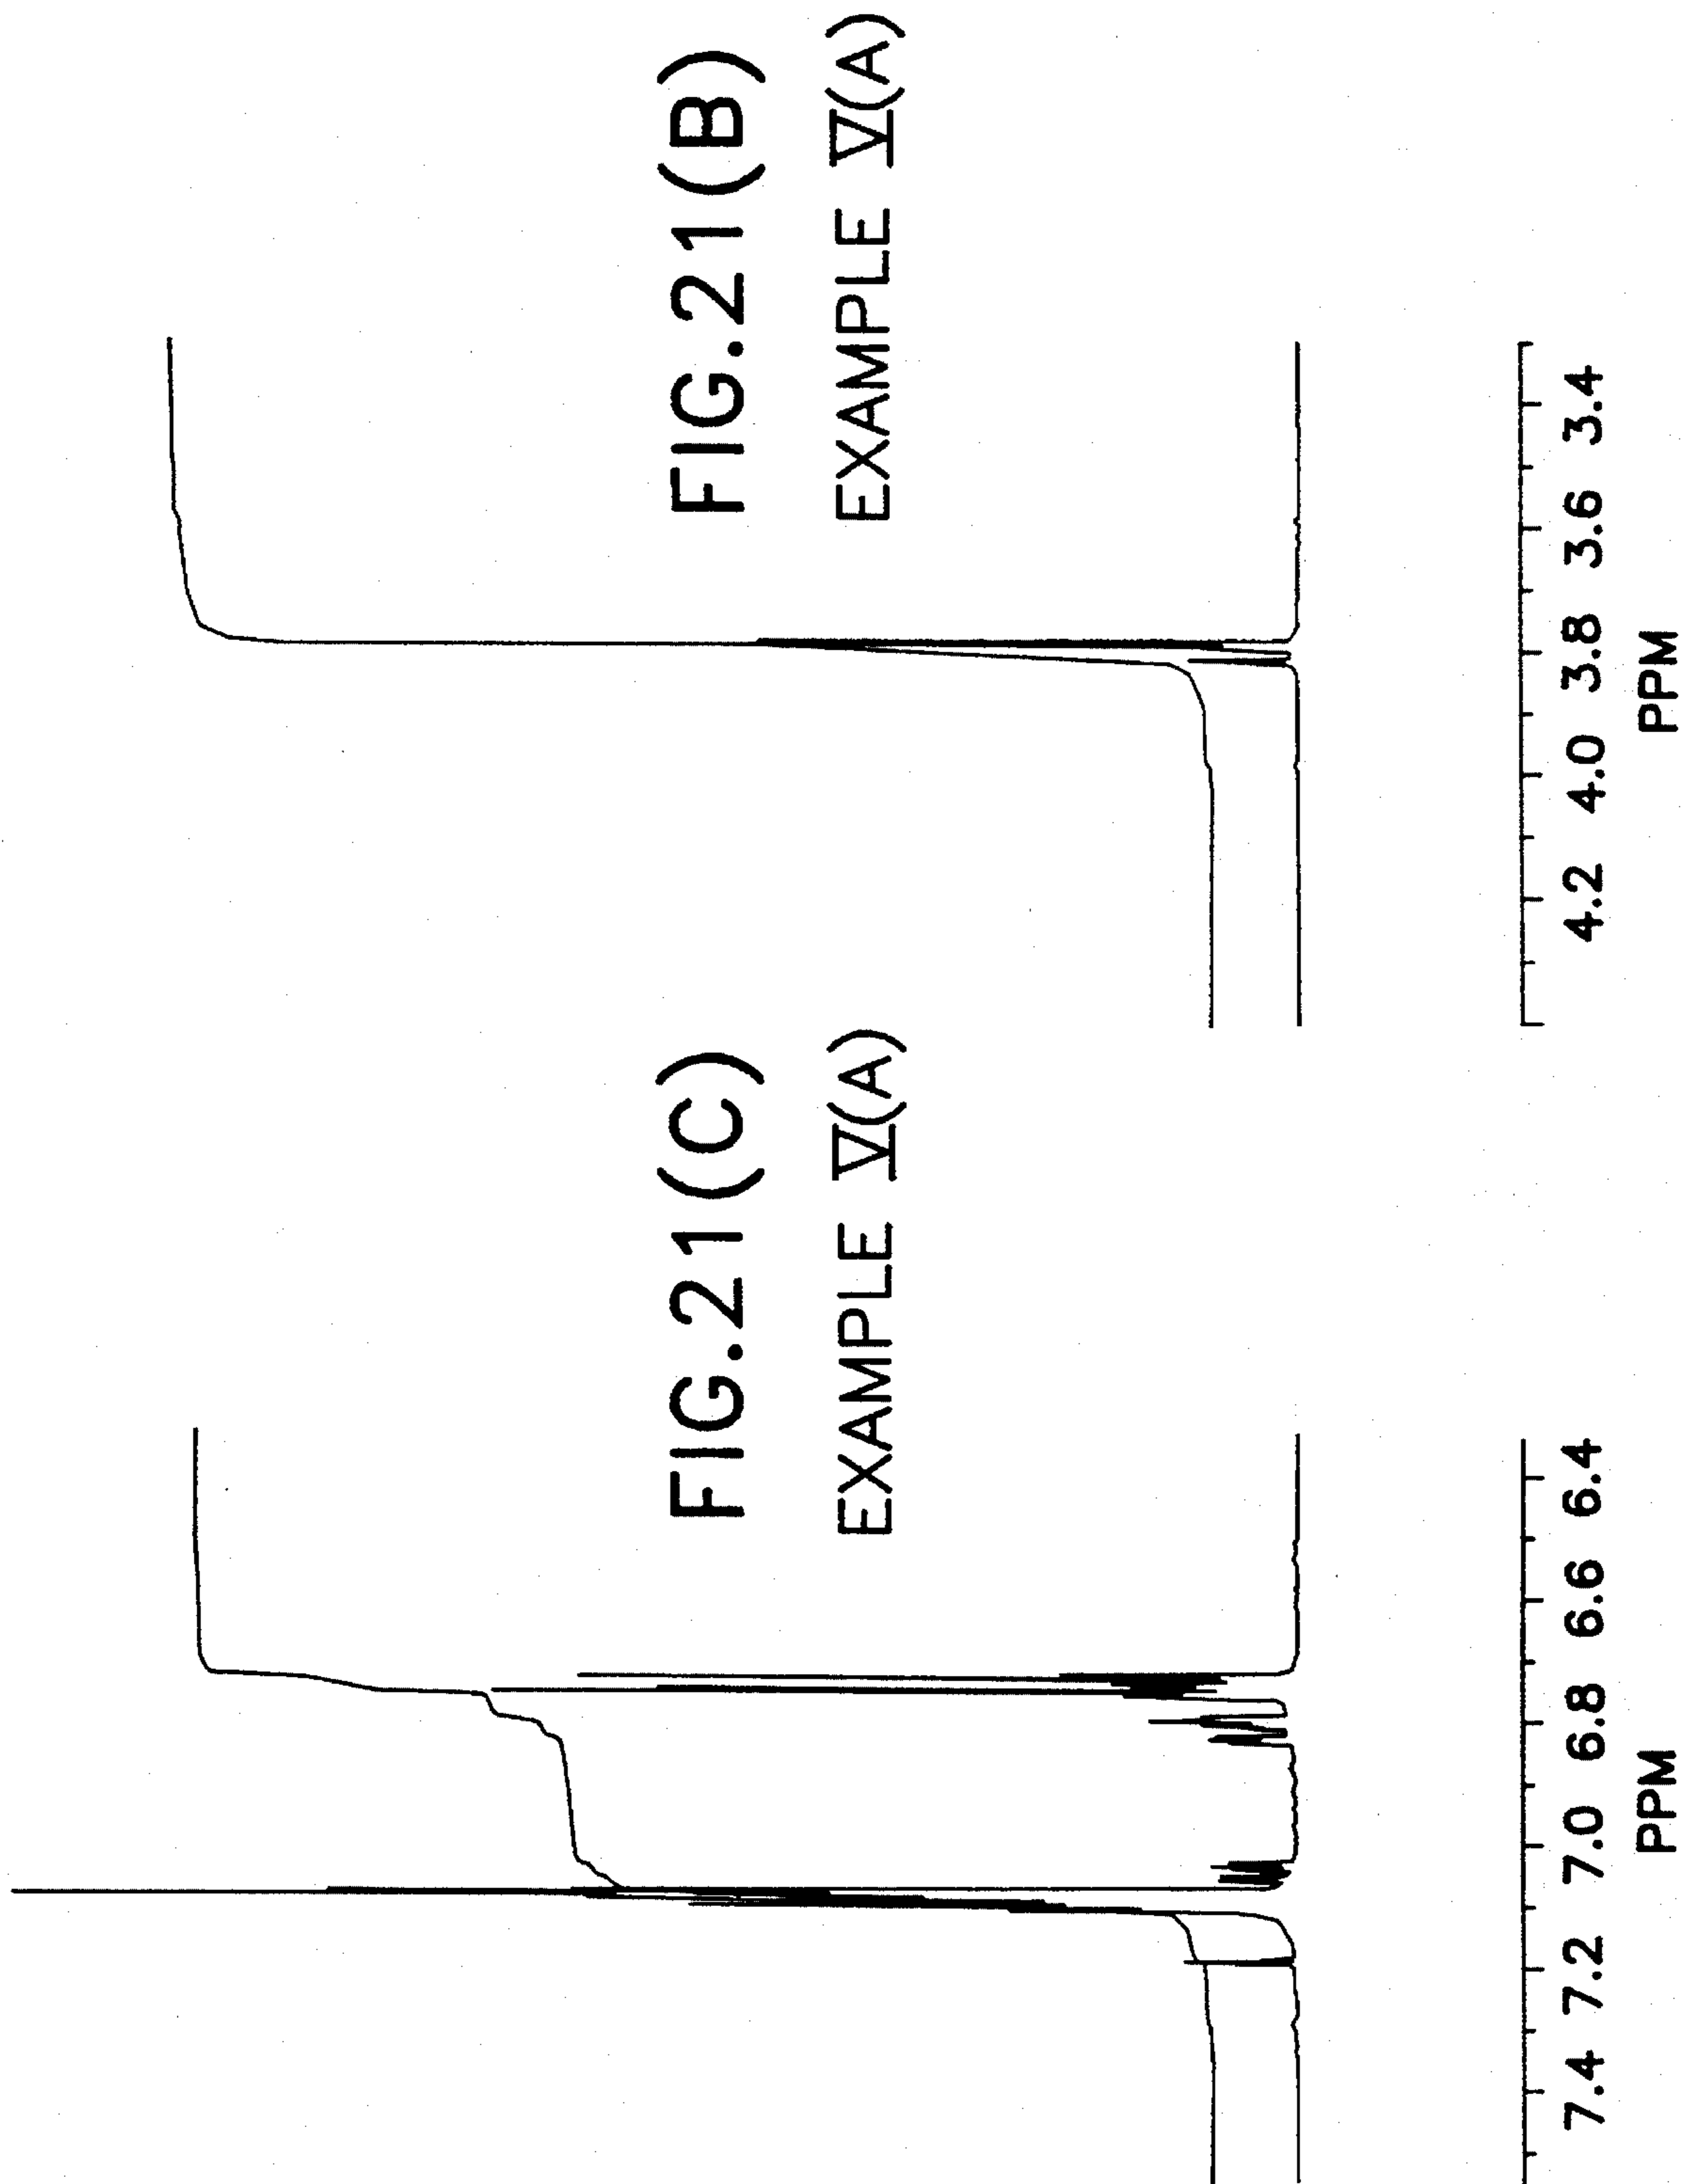 FIG.21(C)
EXAMPLE V(A)
7.4 7.2 7.0 6.8 6.6 6.4
PPM
FIG.21(B)
EXAMPLE V(A)
4.2 4.0 3.8 3.6 3.4
PPM